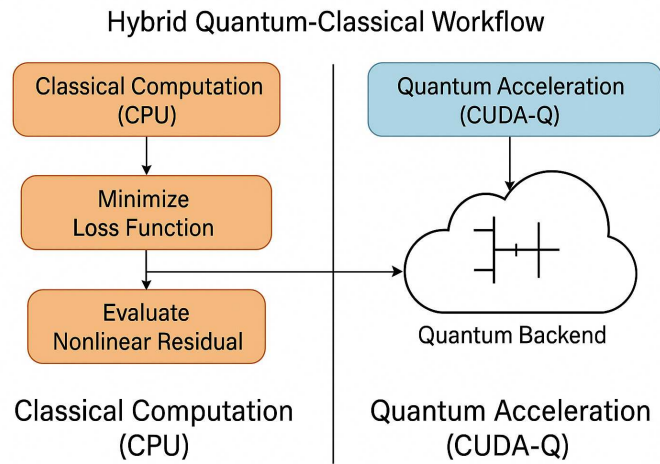 Hybrid Quantum-Classical Workflow
Classical Computation
(CPU)
Minimize
Loss Function
Evaluate
Nonlinear Residual
Quantum Acceleration
(CUDA-Q)
Quantum Backend
Classical Computation
(CPU)
Quantum Acceleration
(CUDA-Q)